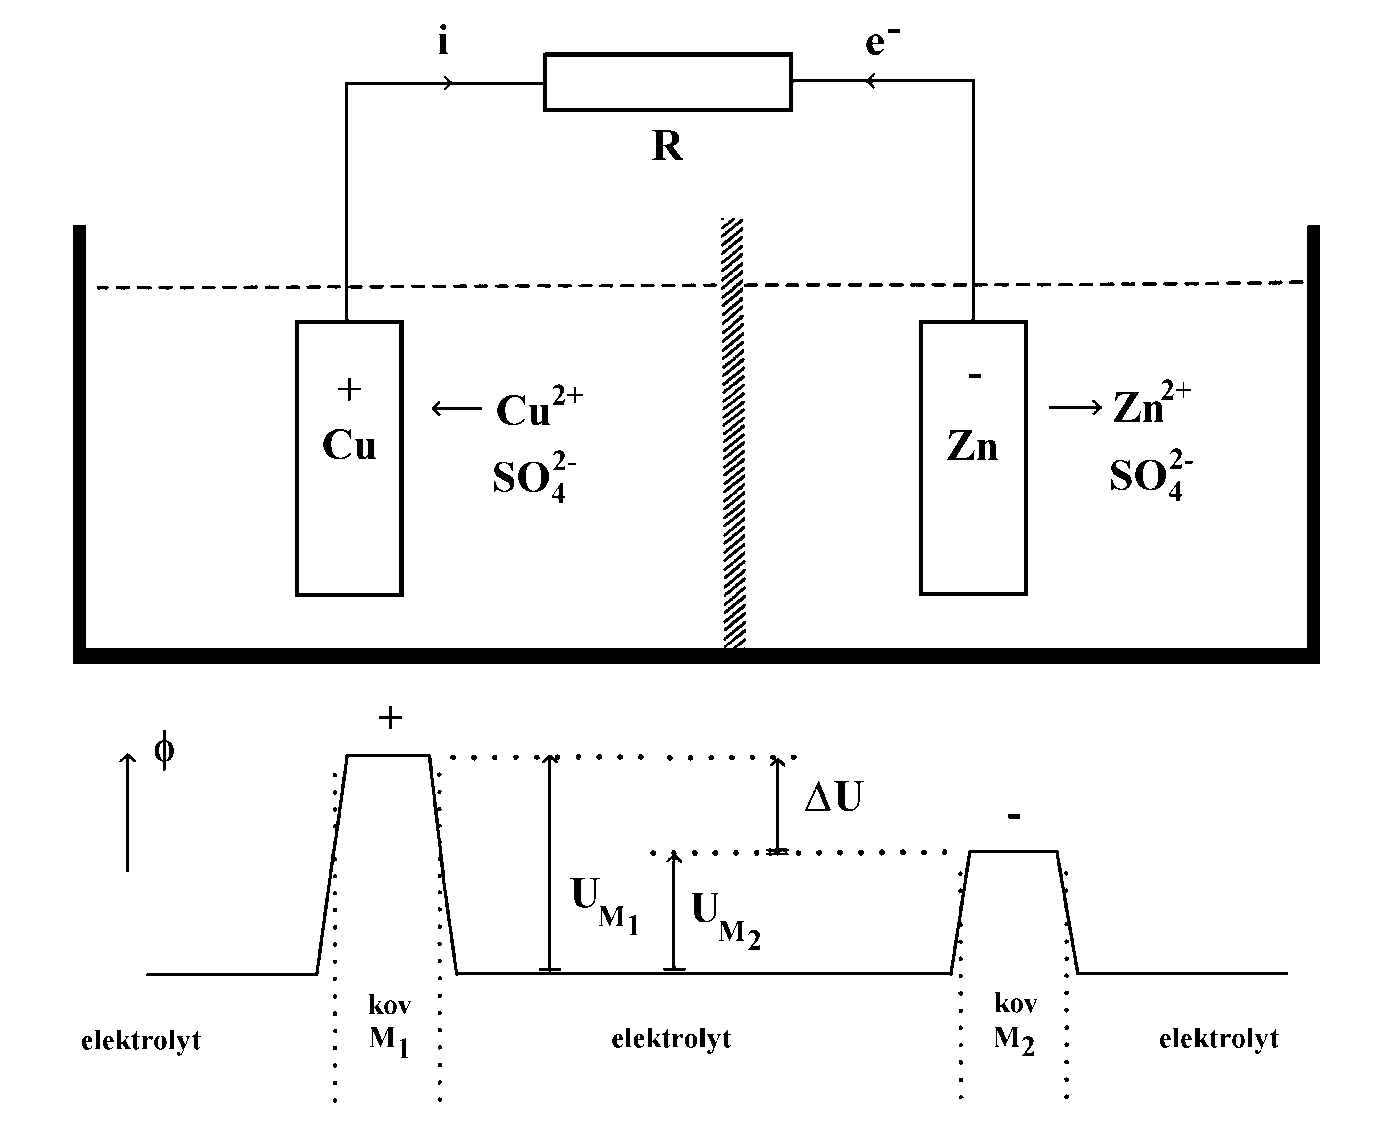 i
e⁻
R
+
Cu
Cu²⁺
SO₄²⁻
-
Zn
Zn²⁺
SO₄²⁻
ϕ
+
ΔU
-
U_M₁
U_M₂
kov
M₁
kov
M₂
elektrolyt
elektrolyt
elektrolyt